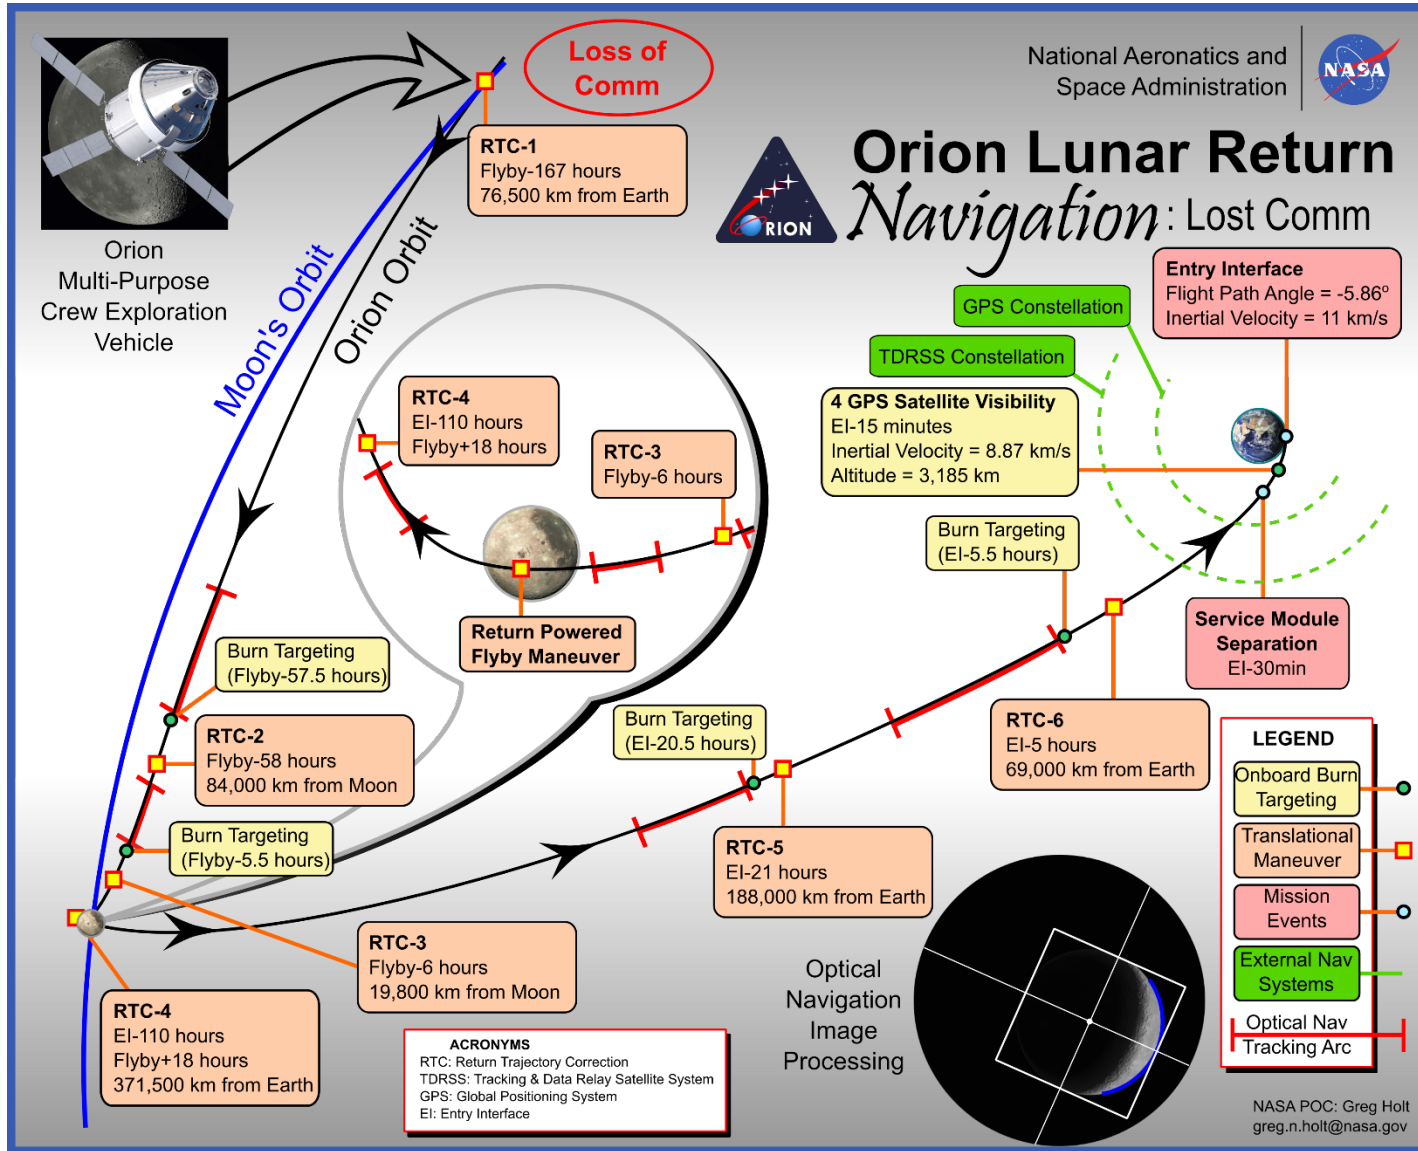 Loss of
Comm
National Aeronatics and
Space Administration
NASA
Orion Lunar Return
Navigation: Lost Comm
ORION
Orion
Multi-Purpose
Crew Exploration
Vehicle
RTC-1
Flyby-167 hours
76,500 km from Earth
Moon's Orbit
Orion Orbit
Entry Interface
Flight Path Angle = -5.86º
Inertial Velocity = 11 km/s
GPS Constellation
TDRSS Constellation
4 GPS Satellite Visibility
EI-15 minutes
Inertial Velocity = 8.87 km/s
Altitude = 3,185 km
RTC-4
EI-110 hours
Flyby+18 hours
RTC-3
Flyby-6 hours
Return Powered
Flyby Maneuver
Burn Targeting
(EI-5.5 hours)
Service Module
Separation
EI-30min
Burn Targeting
(Flyby-57.5 hours)
RTC-2
Flyby-58 hours
84,000 km from Moon
Burn Targeting
(Flyby-5.5 hours)
Burn Targeting
(EI-20.5 hours)
RTC-6
EI-5 hours
69,000 km from Earth
RTC-5
EI-21 hours
188,000 km from Earth
RTC-3
Flyby-6 hours
19,800 km from Moon
RTC-4
EI-110 hours
Flyby+18 hours
371,500 km from Earth
Optical
Navigation
Image
Processing
ACRONYMS
RTC: Return Trajectory Correction
TDRSS: Tracking & Data Relay Satellite System
GPS: Global Positioning System
EI: Entry Interface
LEGEND
Onboard Burn
Targeting
Translational
Maneuver
Mission
Events
External Nav
Systems
Optical Nav
Tracking Arc
NASA POC: Greg Holt
greg.n.holt@nasa.gov